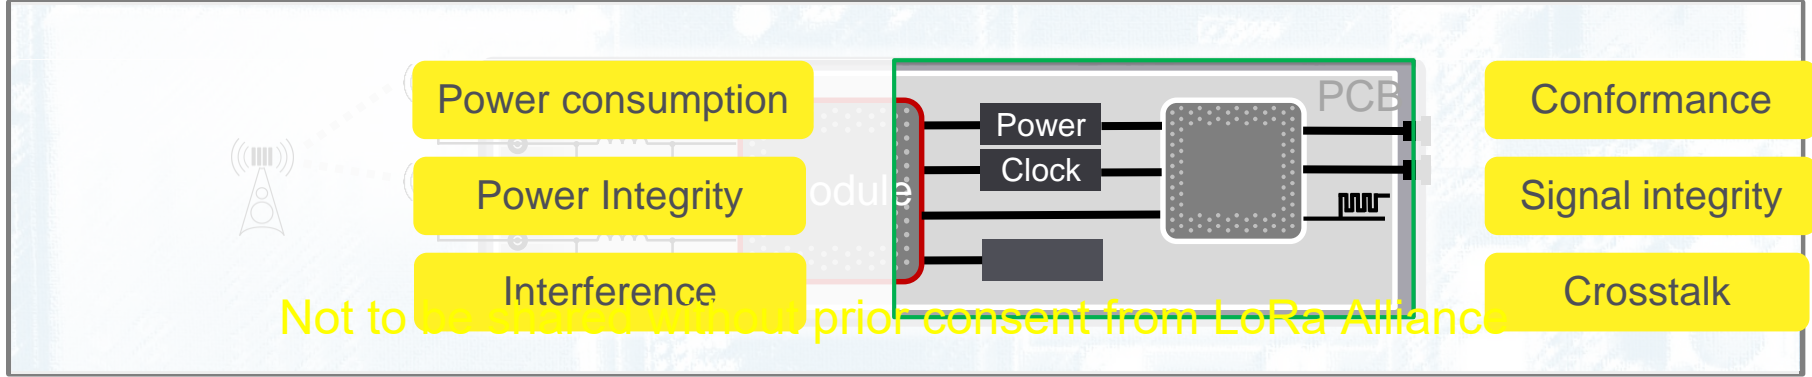 Power consumption
Power Integrity
Interference
odule
Power
Clock
PCB
Conformance
Signal integrity
Crosstalk
Not to be shared without prior consent from LoRa Alliance